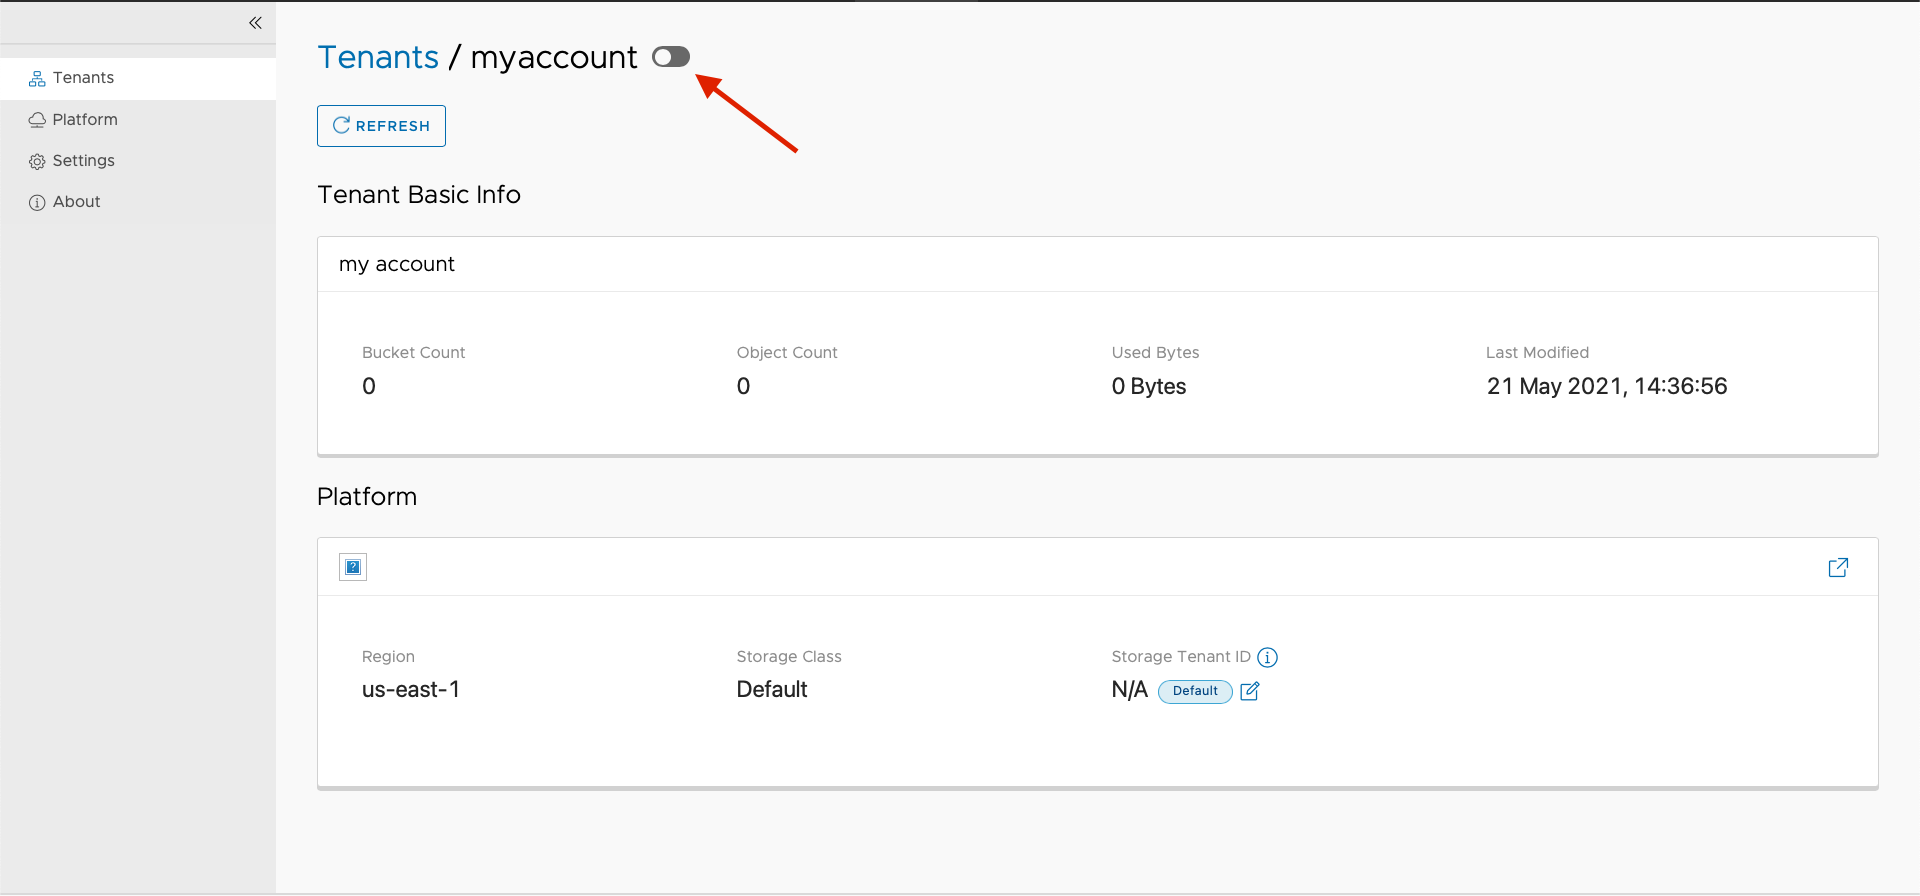 Tenants
Platform
Settings
About
Tenants / myaccount
REFRESH
Tenant Basic Info
my account
Bucket Count
Object Count
Used Bytes
Last Modified
0
0
0 Bytes
21 May 2021, 14:36:56
Platform
Region
Storage Class
Storage Tenant ID
us-east-1
Default
N/A Default